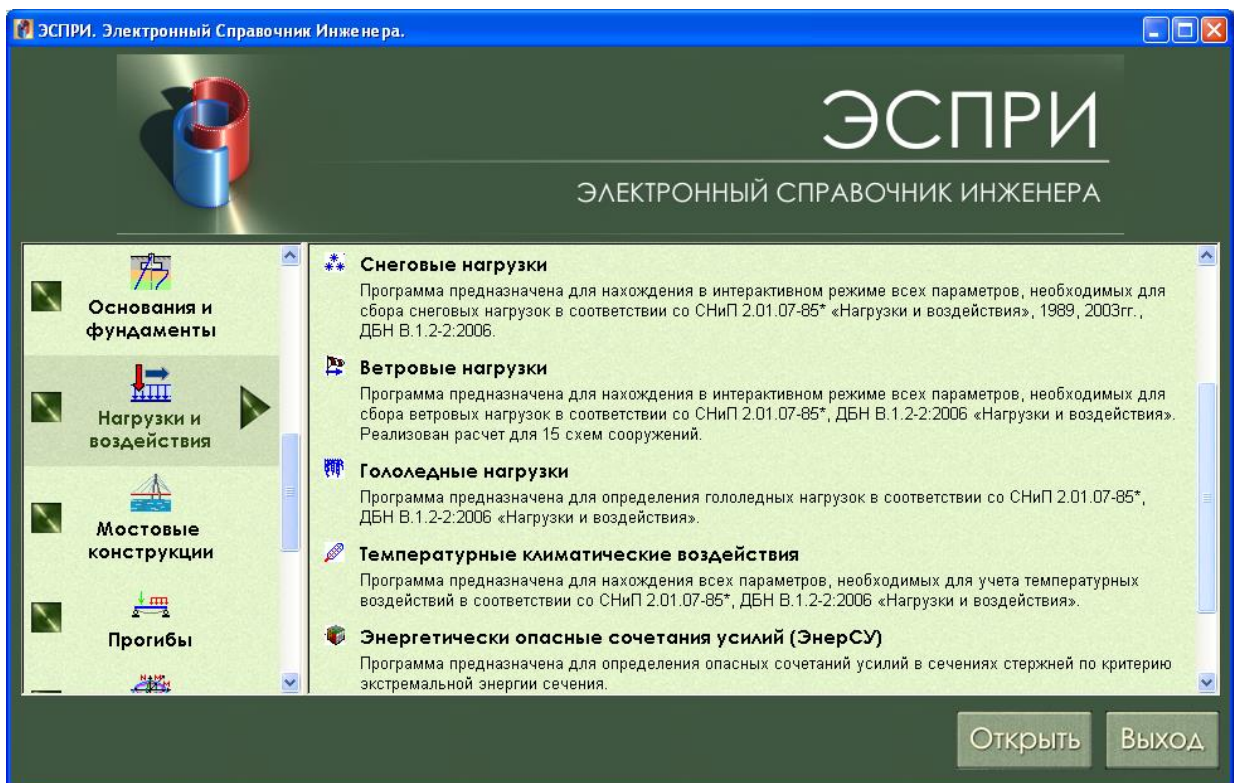 ЭСПРИ. Электронный Справочник Инженера.
ЭСПРИ
ЭЛЕКТРОННЫЙ СПРАВОЧНИК ИНЖЕНЕРА
Основания и
фундаменты
Нагрузки и
воздействия
Мостовые
конструкции
Прогибы
Снеговые нагрузки
Программа предназначена для нахождения в интерактивном режиме всех параметров, необходимых для
сбора снеговых нагрузок в соответствии со СНиП 2.01.07-85* «Нагрузки и воздействия», 1989, 2003гг.,
ДБН В.1.2-2:2006.
Ветровые нагрузки
Программа предназначена для нахождения в интерактивном режиме всех параметров, необходимых для
сбора ветровых нагрузок в соответствии со СНиП 2.01.07-85*, ДБН В.1.2-2:2006 «Нагрузки и воздействия».
Реализован расчет для 15 схем сооружений.
Гололедные нагрузки
Программа предназначена для определения гололедных нагрузок в соответствии со СНиП 2.01.07-85*,
ДБН В.1.2-2:2006 «Нагрузки и воздействия».
Температурные климатические воздействия
Программа предназначена для нахождения всех параметров, необходимых для учета температурных
воздействий в соответствии со СНиП 2.01.07-85*, ДБН В.1.2-2:2006 «Нагрузки и воздействия».
Энергетически опасные сочетания усилий (ЭнерСУ)
Программа предназначена для определения опасных сочетаний усилий в сечениях стержней по критерию
экстремальной энергии сечения.
Открыть
Выход